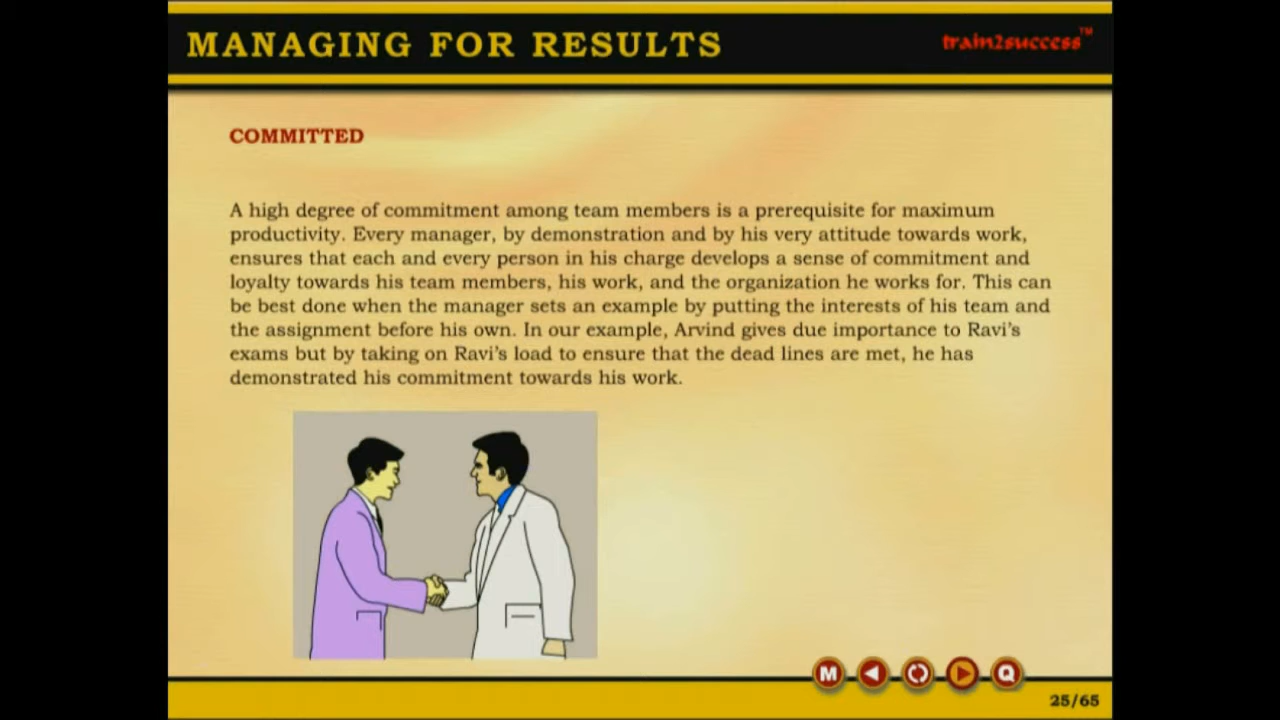 MANAGING FOR RESULTS
train2success™
COMMITTED
A high degree of commitment among team members is a prerequisite for maximum
productivity. Every manager, by demonstration and by his very attitude towards work,
ensures that each and every person in his charge develops a sense of commitment and
loyalty towards his team members, his work, and the organization he works for. This can
be best done when the manager sets an example by putting the interests of his team and
the assignment before his own. In our example, Arvind gives due importance to Ravi's
exams but by taking on Ravi's load to ensure that the dead lines are met, he has
demonstrated his commitment towards his work.
M
Q
25/65